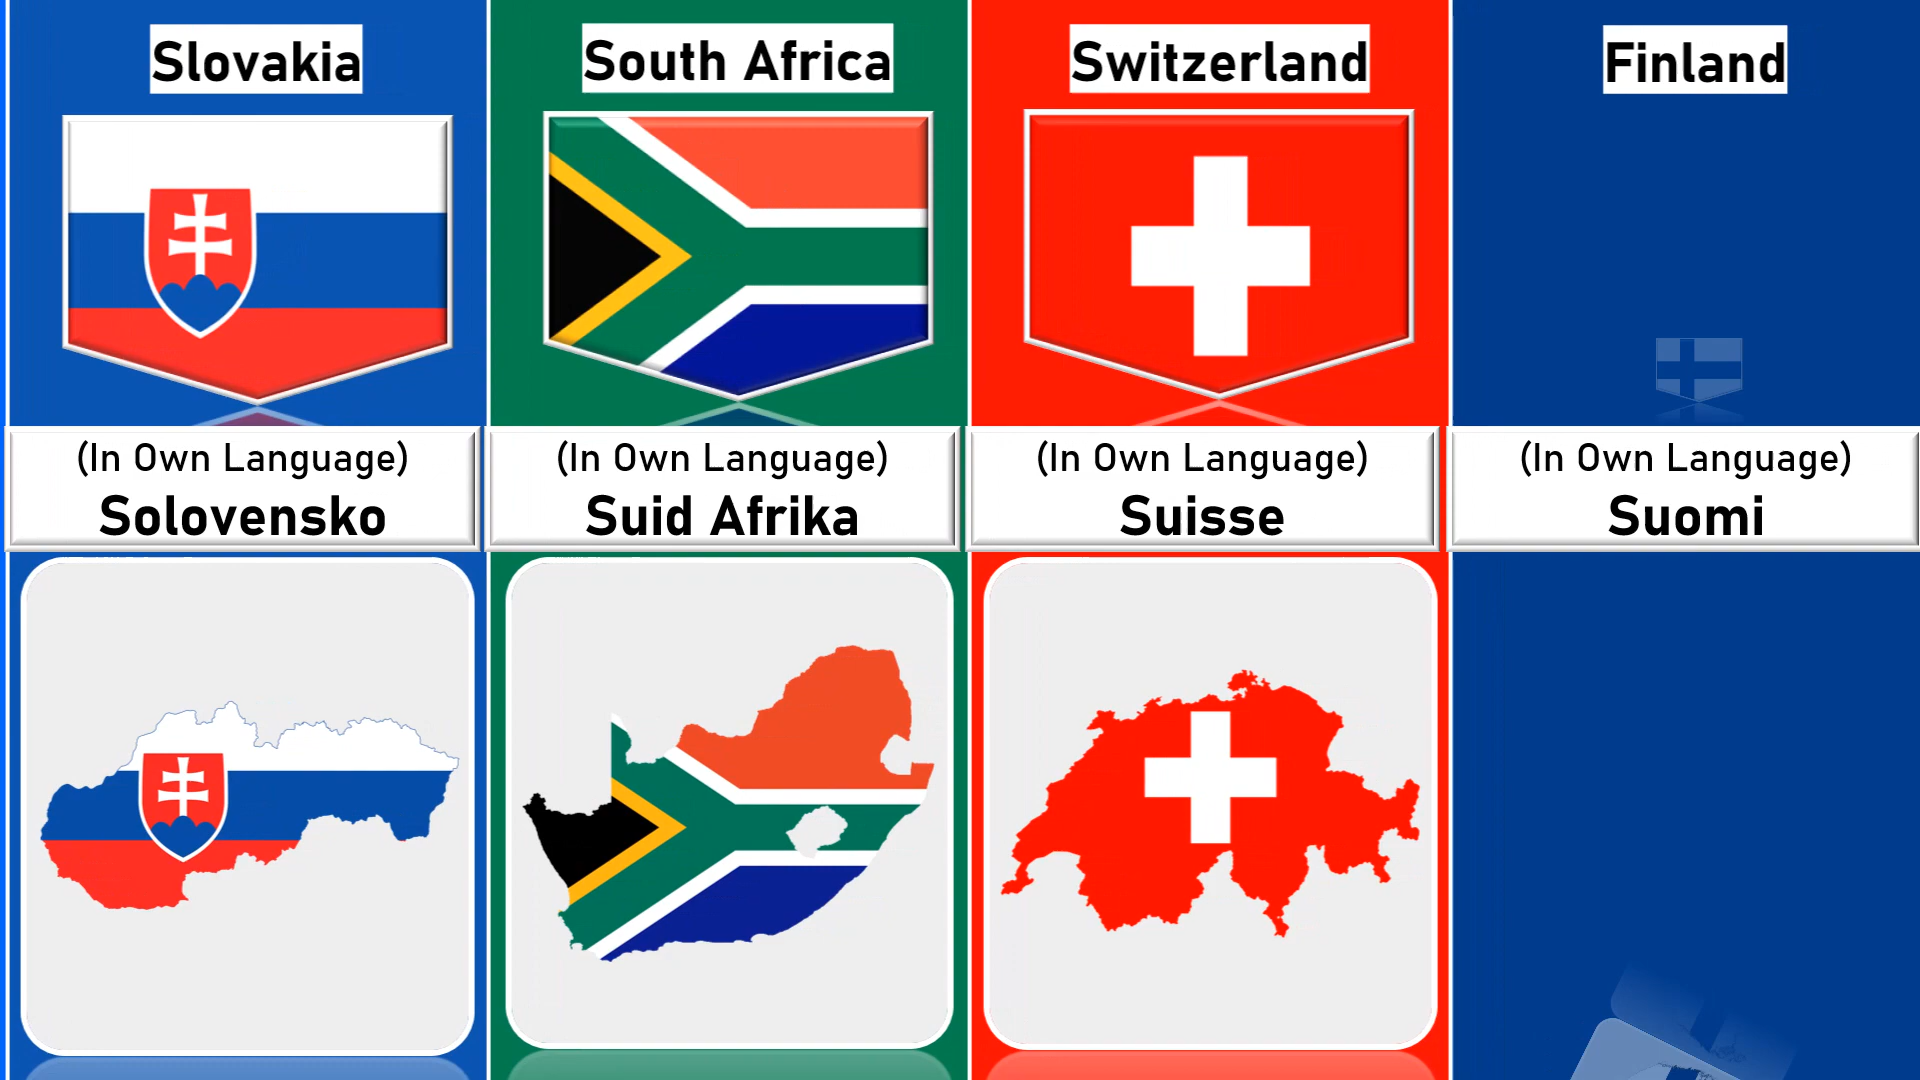 Slovakia
(In Own Language)
Solovensko
South Africa
(In Own Language)
Suid Afrika
Switzerland
(In Own Language)
Suisse
Finland
(In Own Language)
Suomi